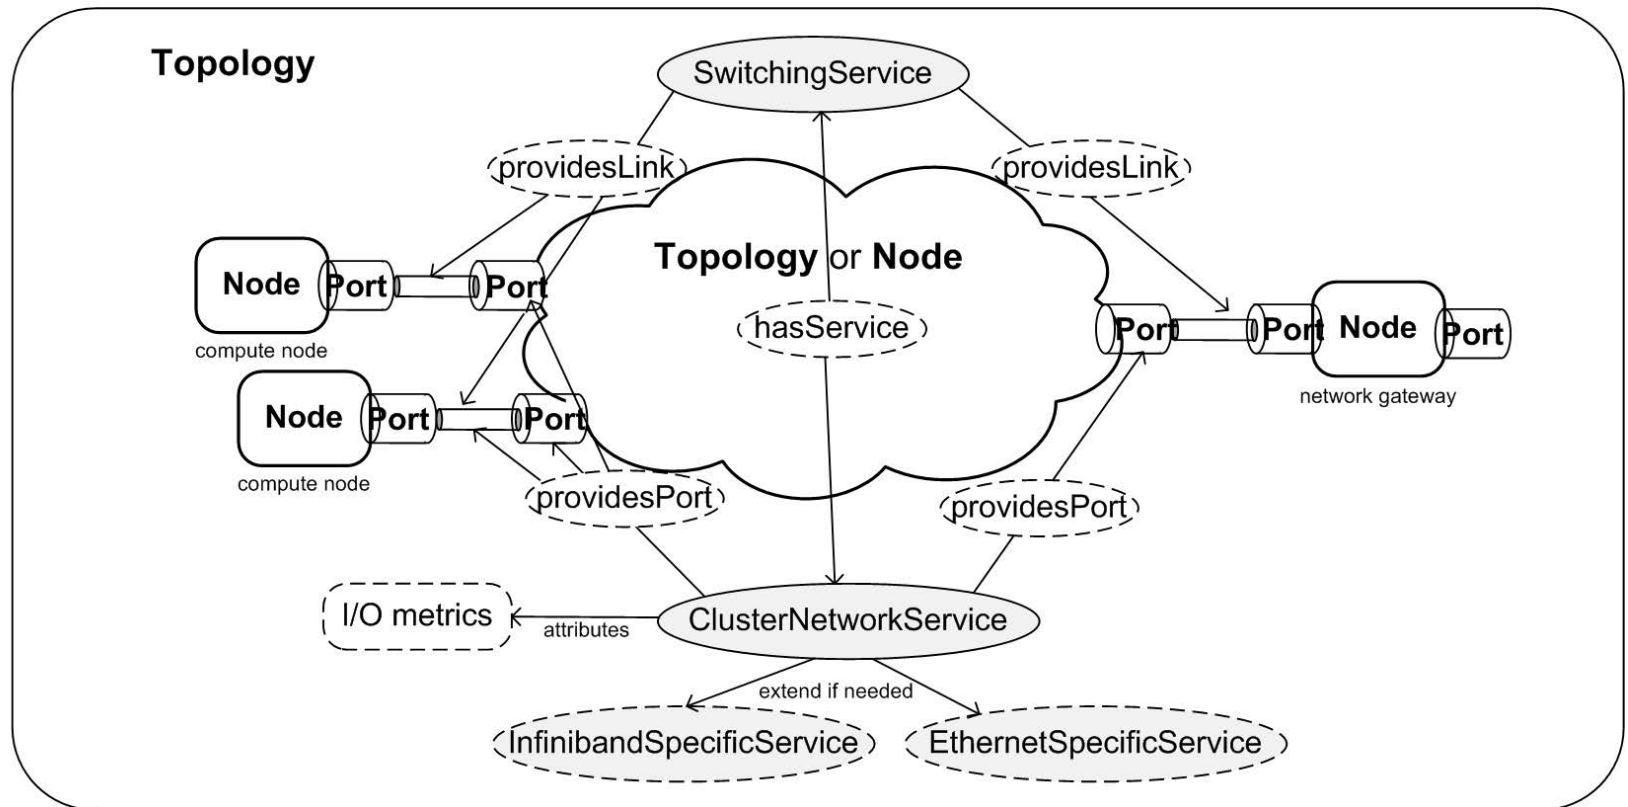 Topology
SwitchingService
providesLink
providesLink
Topology or Node
Node
Port
Port
compute node
hasService
Port
Port
Node
Port
network gateway
Node
Port
Port
compute node
providesPort
providesPort
I/O metrics
attributes
ClusterNetworkService
extend if needed
InfinibandSpecificService
EthernetSpecificService